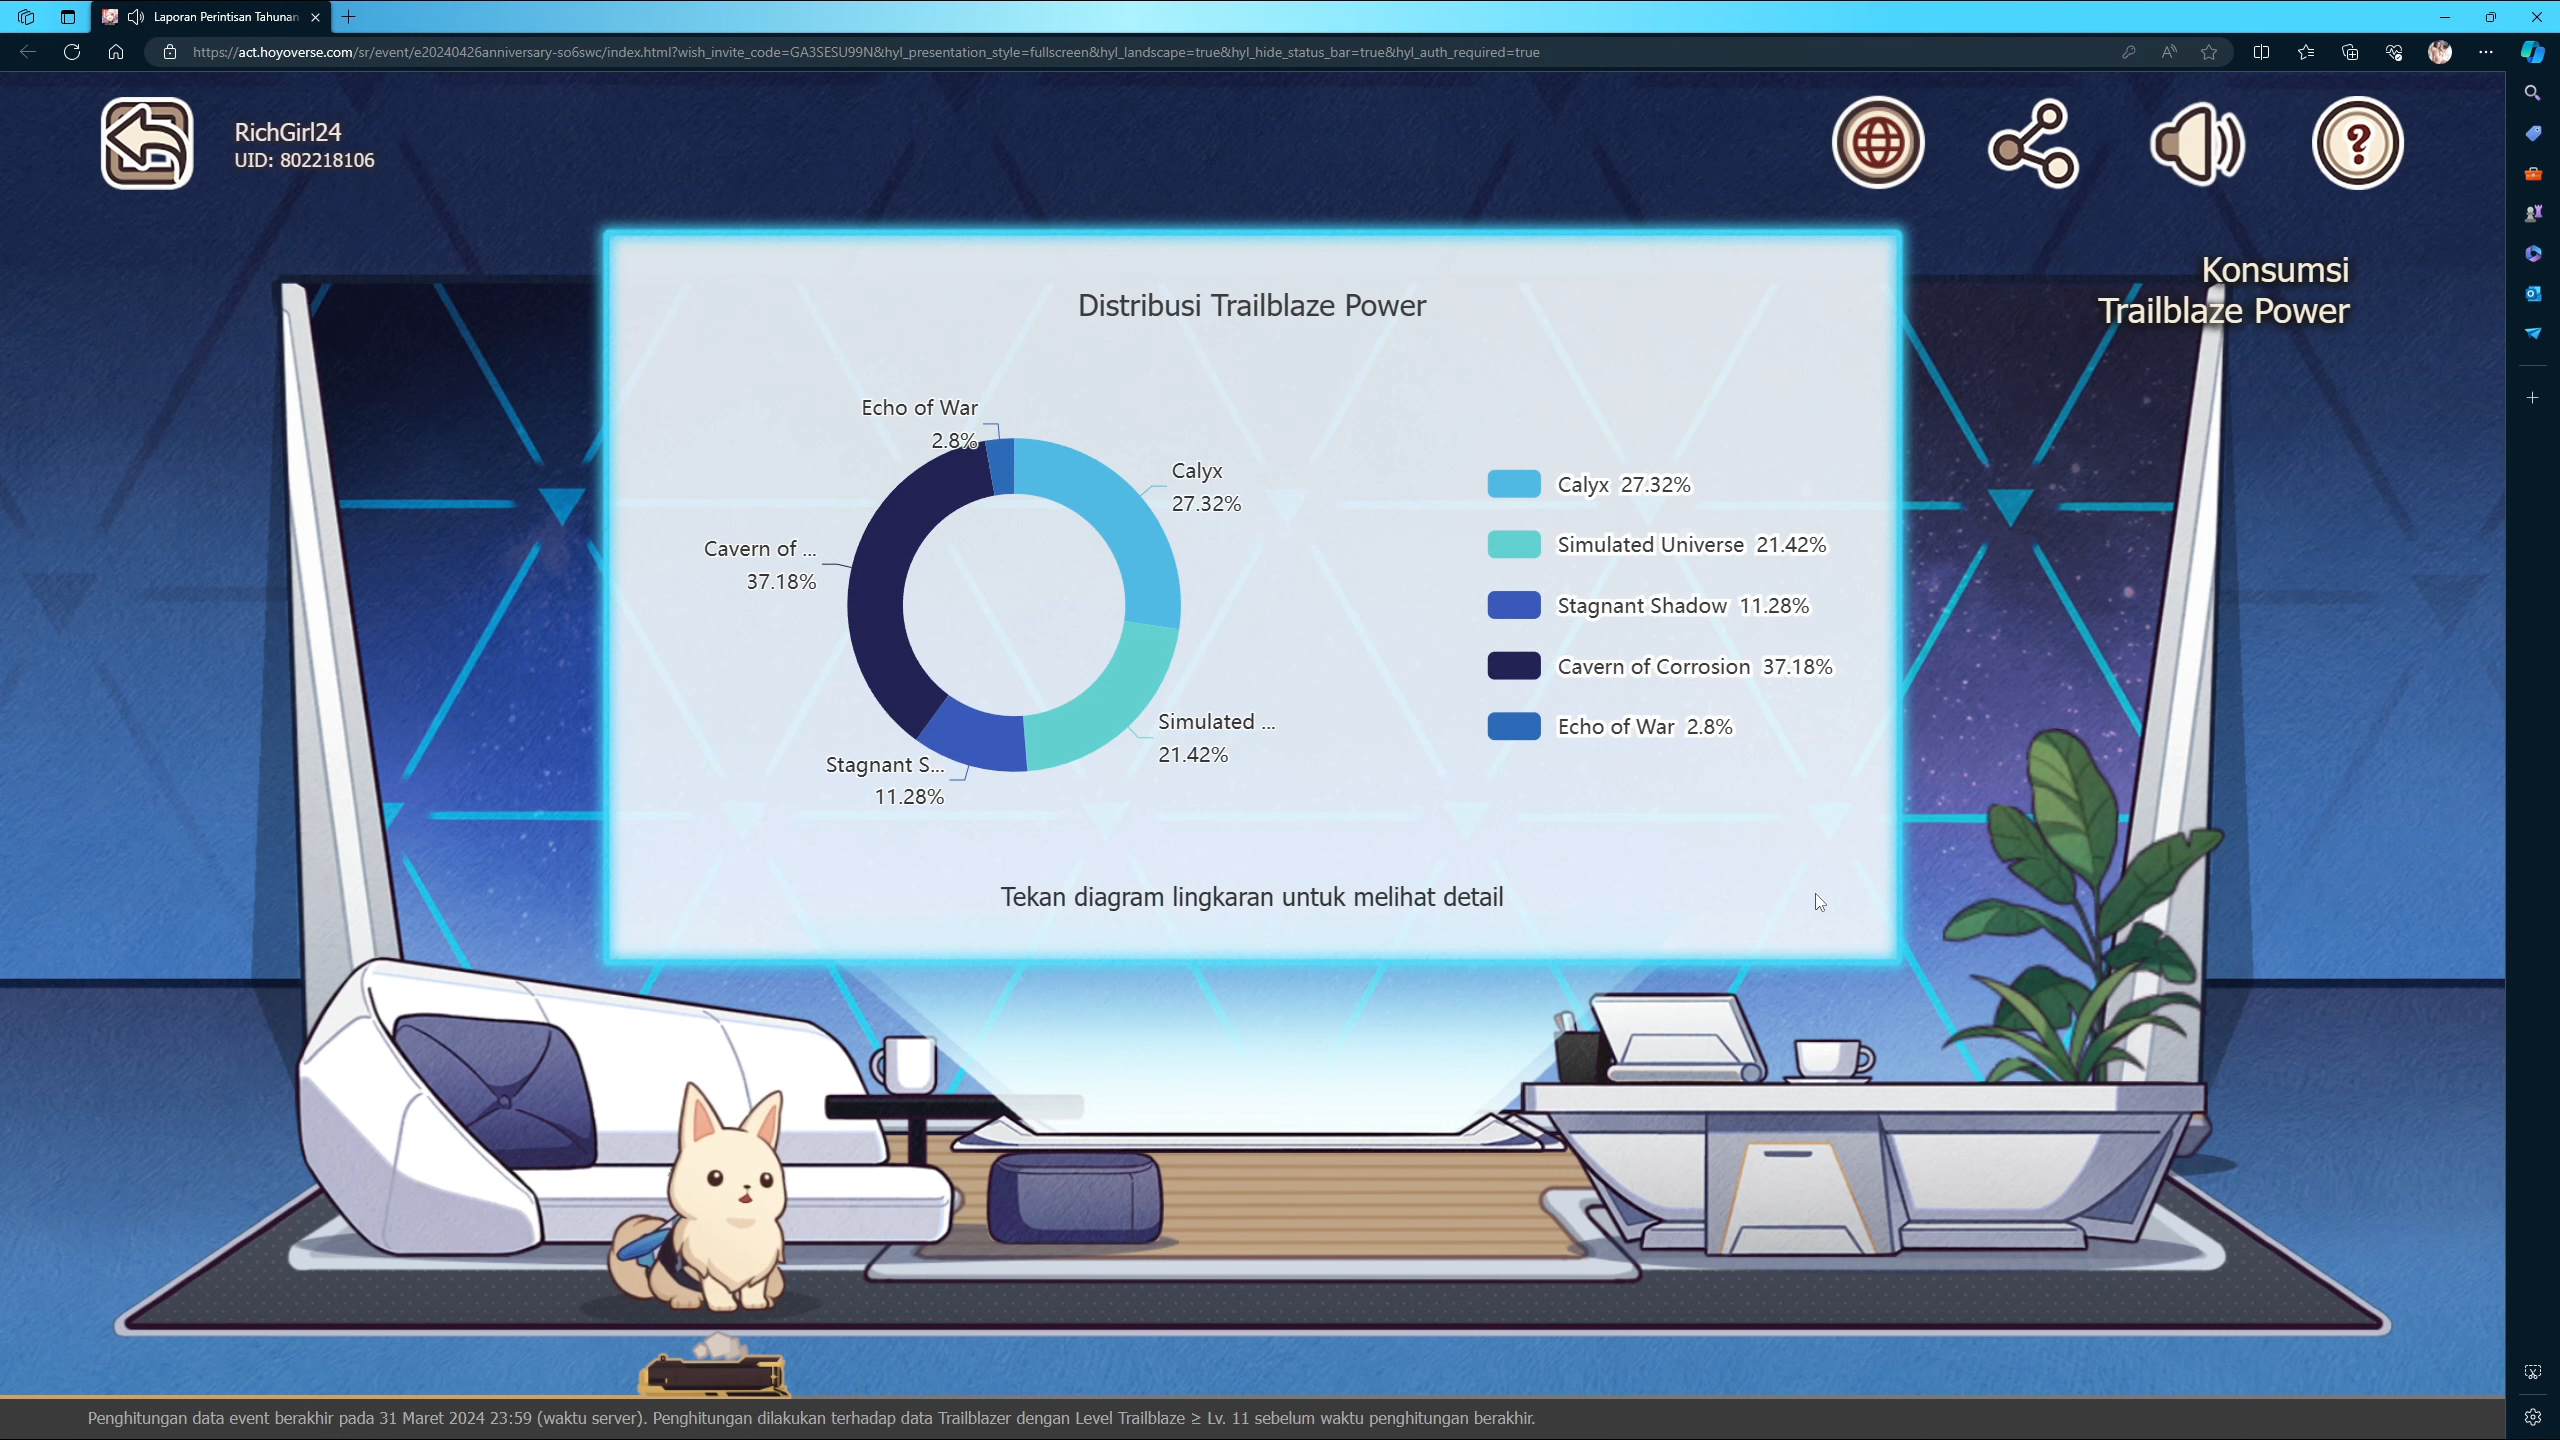 Laporan Perintisan Tahunan
https://act.hoyoverse.com/sr/event/e20240426anniversary-so6swc/index.html?wish_invite_code=GA3SESU99N&hyl_presentation_style=fullscreen&hyl_landscape=true&hyl_hide_status_bar=true&hyl_auth_required=true
RichGirl24
UID: 802218106
Konsumsi
Trailblaze Power
Distribusi Trailblaze Power
Echo of War
2.8%
Calyx
27.32%
Cavern of ...
37.18%
Simulated ...
21.42%
Stagnant S...
11.28%
Calyx 27.32%
Simulated Universe 21.42%
Stagnant Shadow 11.28%
Cavern of Corrosion 37.18%
Echo of War 2.8%
Tekan diagram lingkaran untuk melihat detail
Penghitungan data event berakhir pada 31 Maret 2024 23:59 (waktu server). Penghitungan dilakukan terhadap data Trailblazer dengan Level Trailblaze ≥ Lv. 11 sebelum waktu penghitungan berakhir.